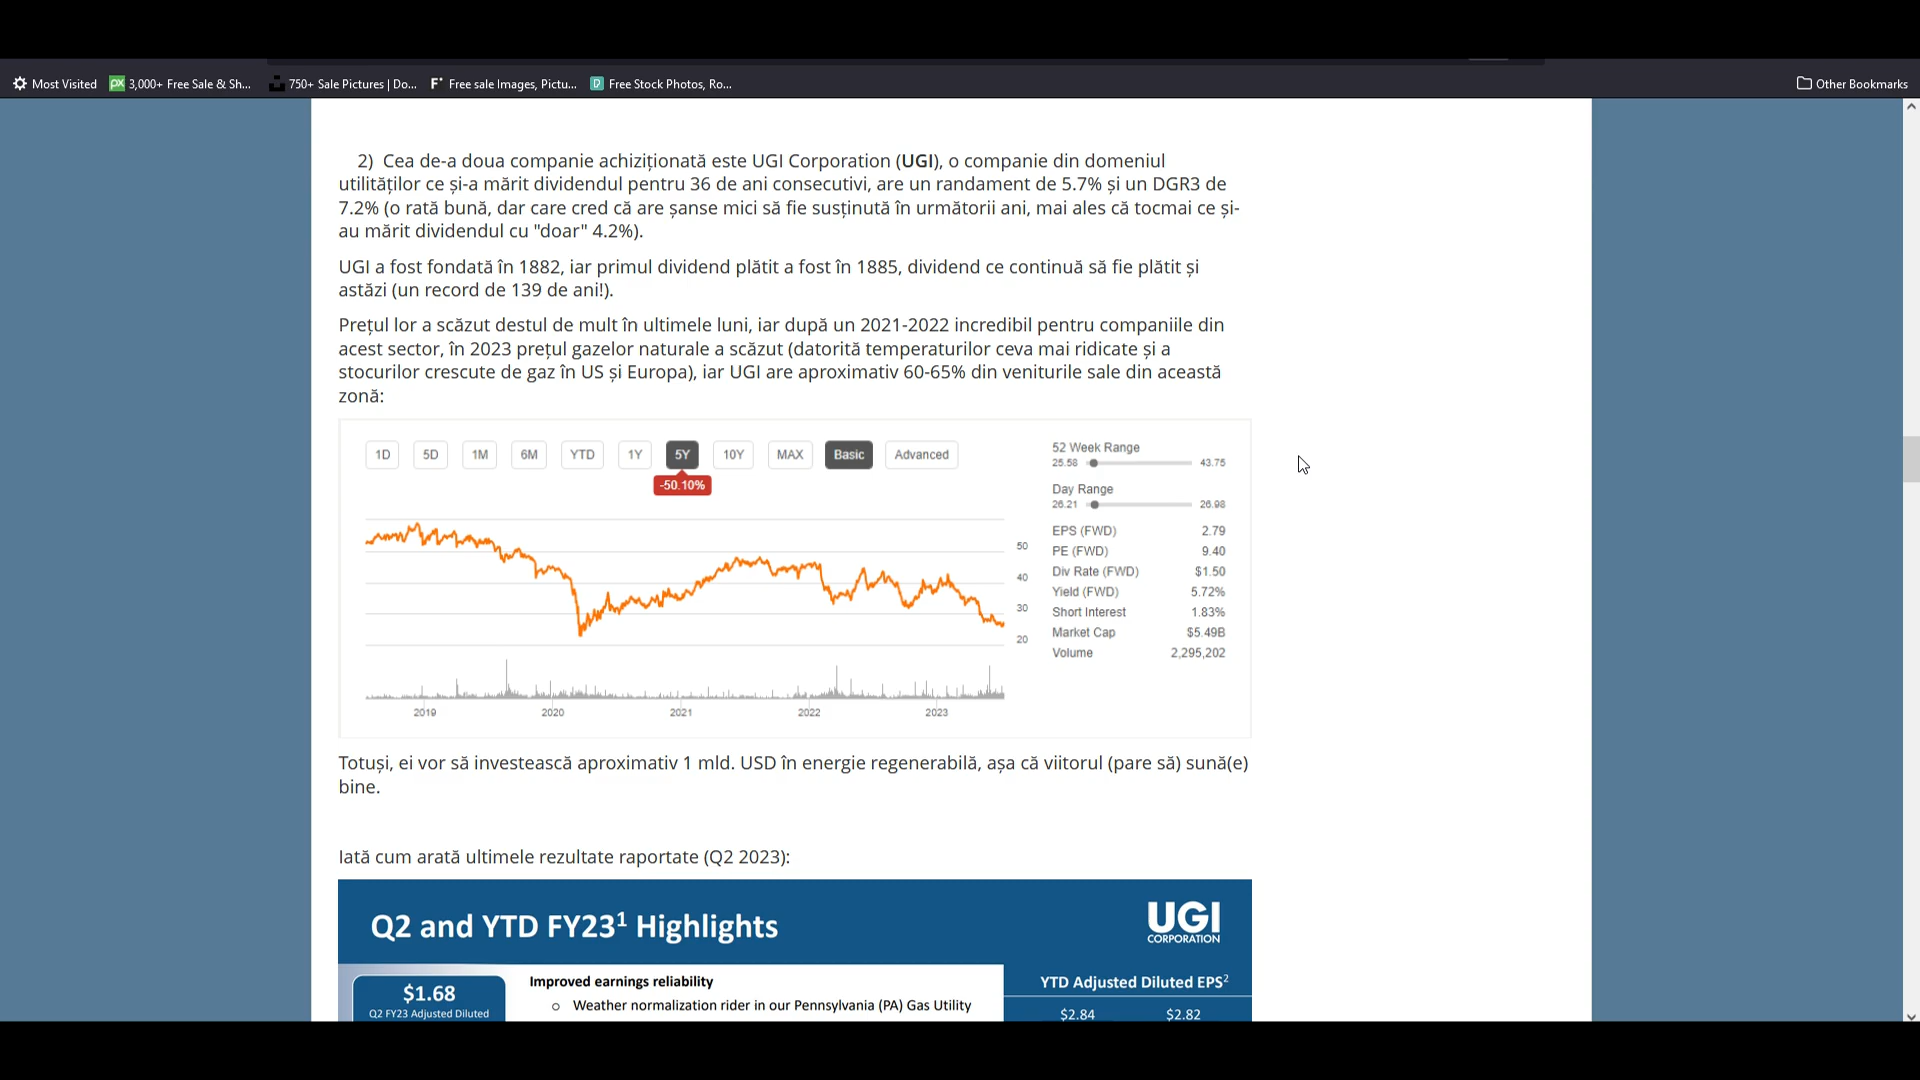 Most Visited
3,000+ Free Sale & Sh...
750+ Sale Pictures | Do...
Free sale Images, Pictu...
Free Stock Photos, Ro...
Other Bookmarks
2) Cea de-a doua companie achiziționată este UGI Corporation (UGI), o companie din domeniul
utilităților ce și-a mărit dividendul pentru 36 de ani consecutivi, are un randament de 5.7% și un DGR3 de
7.2% (o rată bună, dar care cred că are șanse mici să fie susținută în următorii ani, mai ales că tocmai ce și-
au mărit dividendul cu "doar" 4.2%).
UGI a fost fondată în 1882, iar primul dividend plătit a fost în 1885, dividend ce continuă să fie plătit și
astăzi (un record de 139 de ani!).
Prețul lor a scăzut destul de mult în ultimele luni, iar după un 2021-2022 incredibil pentru companiile din
acest sector, în 2023 prețul gazelor naturale a scăzut (datorită temperaturilor ceva mai ridicate și a
stocurilor crescute de gaz în US și Europa), iar UGI are aproximativ 60-65% din veniturile sale din această
zonă:
1D 5D 1M 6M YTD 1Y 5Y 10Y MAX Basic Advanced
-50.10%
50
40
30
20
2019 2020 2021 2022 2023
52 Week Range
25.58 43.75
Day Range
26.21 26.98
EPS (FWD) 2.79
PE (FWD) 9.40
Div Rate (FWD) $1.50
Yield (FWD) 5.72%
Short Interest 1.83%
Market Cap $5.49B
Volume 2,295,202
Totuși, ei vor să investească aproximativ 1 mld. USD în energie regenerabilă, așa că viitorul (pare să) sună(e)
bine.
Iată cum arată ultimele rezultate raportate (Q2 2023):
Q2 and YTD FY23¹ Highlights
UGI
CORPORATION
$1.68
Q2 FY23 Adjusted Diluted
Improved earnings reliability
o Weather normalization rider in our Pennsylvania (PA) Gas Utility
YTD Adjusted Diluted EPS²
$2.84 $2.82